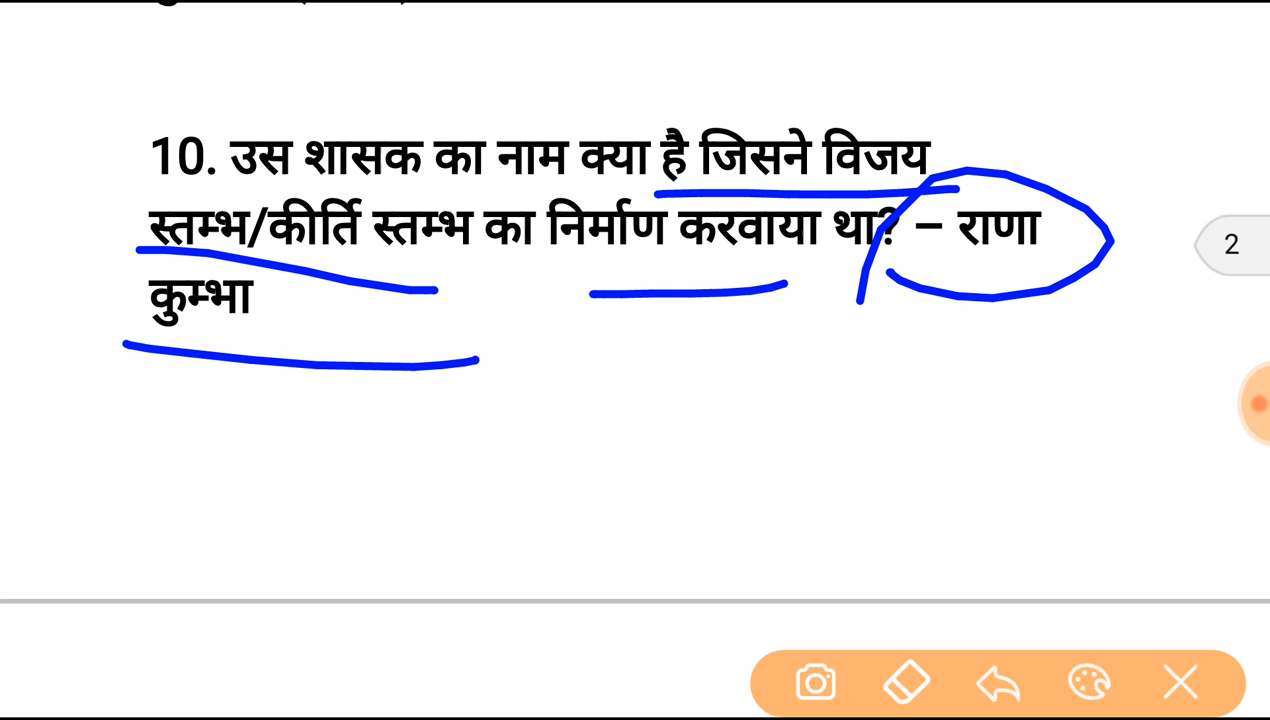 10. उस शासक का नाम क्या है जिसने विजय
स्तम्भ/कीर्ति स्तम्भ का निर्माण करवाया था? – राणा
कुम्भा
2